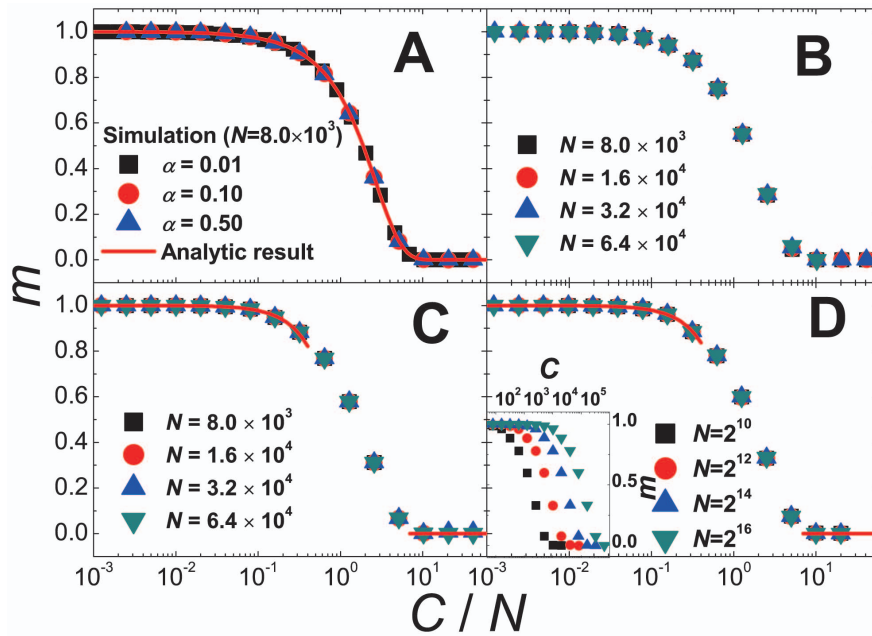 A
1.0
0.8
0.6
0.4
0.2
0.0
Simulation (N=8.0×10³)
α = 0.01
α = 0.10
α = 0.50
Analytic result
B
N = 8.0 × 10³
N = 1.6 × 10⁴
N = 3.2 × 10⁴
N = 6.4 × 10⁴
m
C
1.0
0.8
0.6
0.4
0.2
0.0
N = 8.0 × 10³
N = 1.6 × 10⁴
N = 3.2 × 10⁴
N = 6.4 × 10⁴
10⁻³ 10⁻² 10⁻¹ 10⁰ 10¹ 10⁻³
D
C
10² 10³ 10⁴ 10⁵
1.0
0.5
0.0
m
N=2¹⁰
N=2¹²
N=2¹⁴
N=2¹⁶
10⁻² 10⁻¹ 10⁰ 10¹
C / N